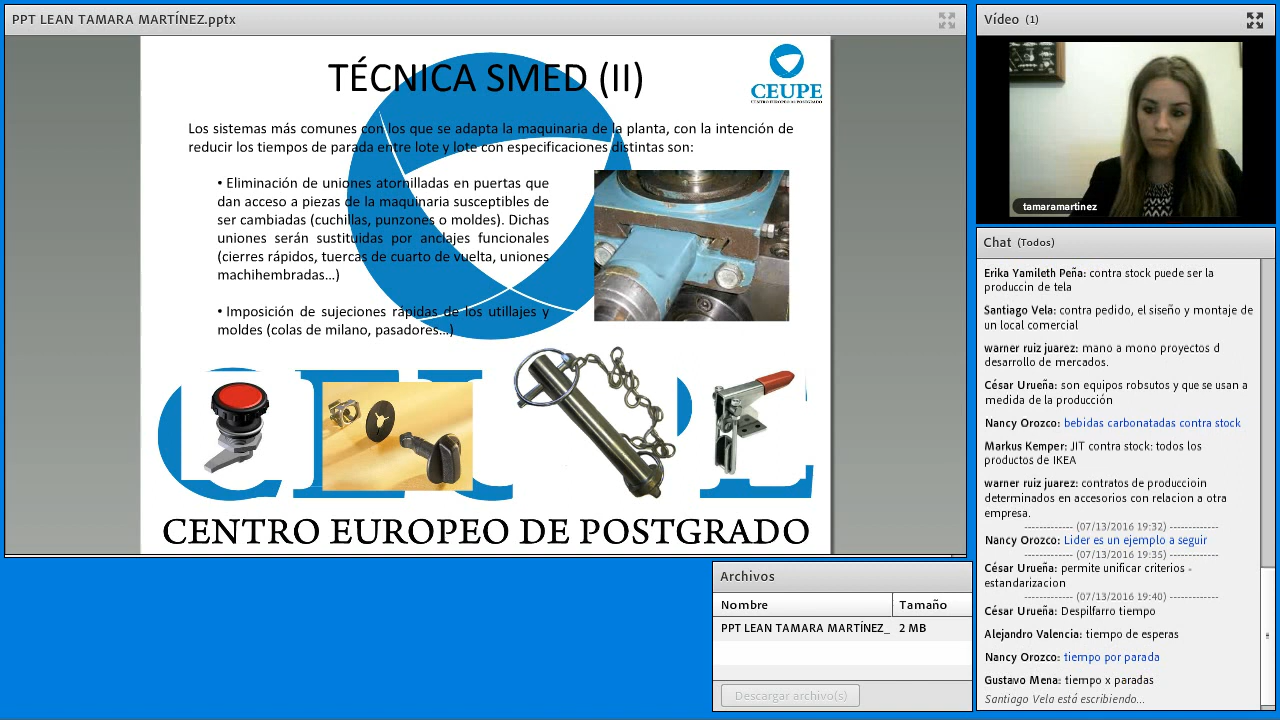 PPT LEAN TAMARA MARTÍNEZ.pptx
TÉCNICA SMED (II)
CEUPE
CENTRO EUROPEO DE POSTGRADO
Los sistemas más comunes con los que se adapta la maquinaria de la planta, con la intención de
reducir los tiempos de parada entre lote y lote con especificaciones distintas son:
• Eliminación de uniones atornilladas en puertas que
dan acceso a piezas de la maquinaria susceptibles de
ser cambiadas (cuchillas, punzones o moldes). Dichas
uniones serán sustituidas por anclajes funcionales
(cierres rápidos, tuercas de cuarto de vuelta, uniones
machihembradas...)
• Imposición de sujeciones rápidas de los utillajes y
moldes (colas de milano, pasadores...)
CEUPE
CENTRO EUROPEO DE POSTGRADO
Archivos
Nombre Tamaño
PPT LEAN TAMARA MARTÍNEZ_ 2 MB
Descargar archivo(s)
Vídeo (1)
tamaramartinez
Chat (Todos)
Erika Yamileth Peña: contra stock puede ser la
produccin de tela
Santiago Vela: contra pedido, el siseño y montaje de
un local comercial
warner ruiz juarez: mano a mono proyectos d
desarrollo de mercados.
César Urueña: son equipos robsutos y que se usan a
medida de la producción
Nancy Orozco: bebidas carbonatadas contra stock
Markus Kemper: JIT contra stock: todos los
productos de IKEA
warner ruiz juarez: contratos de produccioin
determinados en accesorios con relacion a otra
empresa.
------------ (07/13/2016 19:32) ------------
Nancy Orozco: Lider es un ejemplo a seguir
------------ (07/13/2016 19:35) ------------
César Urueña: permite unificar criterios -
estandarizacion
------------ (07/13/2016 19:40) ------------
César Urueña: Despilfarro tiempo
Alejandro Valencia: tiempo de esperas
Nancy Orozco: tiempo por parada
Gustavo Mena: tiempo x paradas
Santiago Vela está escribiendo...